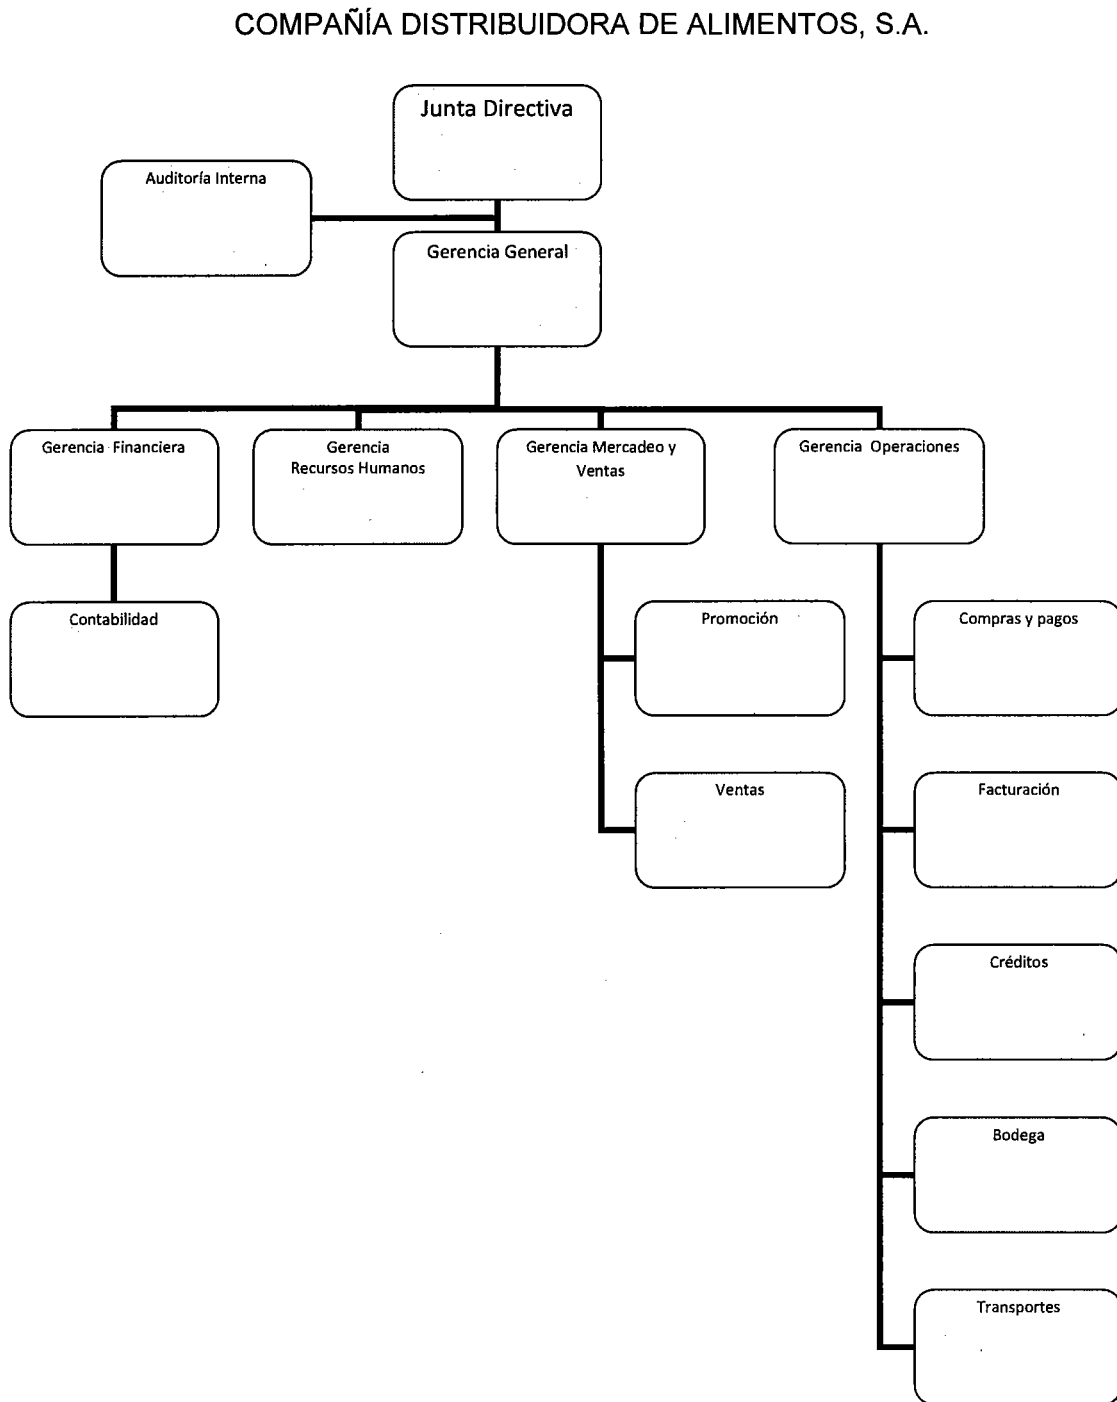 COMPAÑÍA DISTRIBUIDORA DE ALIMENTOS, S.A.
Junta Directiva
Auditoría Interna
Gerencia General
Gerencia Financiera
Gerencia
Recursos Humanos
Gerencia Mercadeo y
Ventas
Gerencia Operaciones
Contabilidad
Promoción
Compras y pagos
Ventas
Facturación
Créditos
Bodega
Transportes